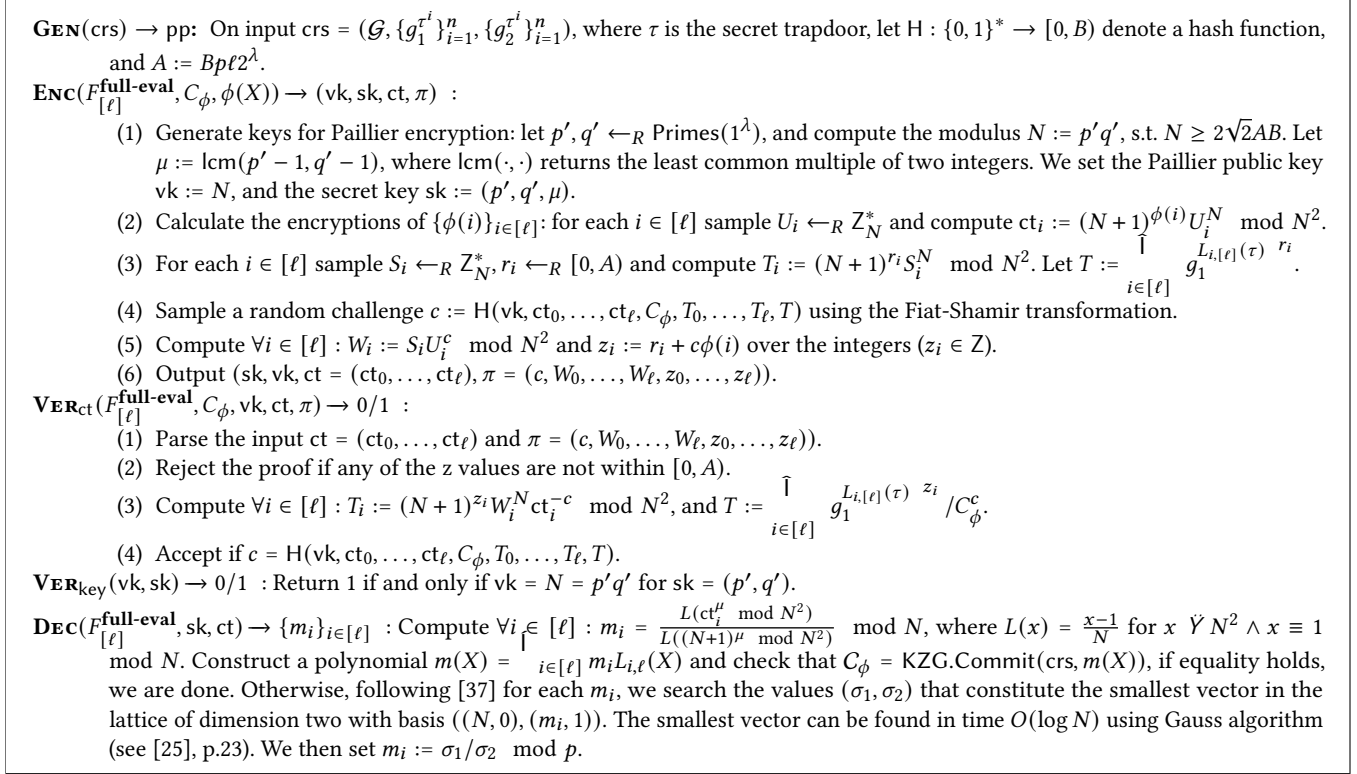 GEN(crs) → pp: On input crs = (𝒢, {g_1^{τ^i}}_{i=1}^n, {g_2^{τ^i}}_{i=1}^n), where τ is the secret trapdoor, let H : {0, 1}* → [0, B) denote a hash function,
and A := Bpℓ2^λ.
ENC(F_{[ℓ]}^{full-eval}, C_ϕ, ϕ(X)) → (vk, sk, ct, π) :
(1) Generate keys for Paillier encryption: let p′, q′ ←_R Primes(1^λ), and compute the modulus N := p′q′, s.t. N ≥ 2√2AB. Let
μ := lcm(p′ − 1, q′ − 1), where lcm(·, ·) returns the least common multiple of two integers. We set the Paillier public key
vk := N, and the secret key sk := (p′, q′, μ).
(2) Calculate the encryptions of {ϕ(i)}_{i∈[ℓ]}: for each i ∈ [ℓ] sample U_i ←_R Z_N^* and compute ct_i := (N + 1)^{ϕ(i)}U_i^N mod N^2.
(3) For each i ∈ [ℓ] sample S_i ←_R Z_N^*, r_i ←_R [0, A) and compute T_i := (N + 1)^{r_i}S_i^N mod N^2. Let T := Î_{i∈[ℓ]} g_1^{L_{i,[ℓ]}(τ) r_i}.
(4) Sample a random challenge c := H(vk, ct_0, . . . , ct_ℓ, C_ϕ, T_0, . . . , T_ℓ, T) using the Fiat-Shamir transformation.
(5) Compute ∀i ∈ [ℓ] : W_i := S_iU_i^c mod N^2 and z_i := r_i + cϕ(i) over the integers (z_i ∈ Z).
(6) Output (sk, vk, ct = (ct_0, . . . , ct_ℓ), π = (c, W_0, . . . , W_ℓ, z_0, . . . , z_ℓ)).
VER_ct(F_{[ℓ]}^{full-eval}, C_ϕ, vk, ct, π) → 0/1 :
(1) Parse the input ct = (ct_0, . . . , ct_ℓ) and π = (c, W_0, . . . , W_ℓ, z_0, . . . , z_ℓ)).
(2) Reject the proof if any of the z values are not within [0, A).
(3) Compute ∀i ∈ [ℓ] : T_i := (N + 1)^{z_i}W_i^N ct_i^{−c} mod N^2, and T := Î_{i∈[ℓ]} g_1^{L_{i,[ℓ]}(τ) z_i} /C_ϕ^c.
(4) Accept if c = H(vk, ct_0, . . . , ct_ℓ, C_ϕ, T_0, . . . , T_ℓ, T).
VER_key(vk, sk) → 0/1 : Return 1 if and only if vk = N = p′q′ for sk = (p′, q′).
DEC(F_{[ℓ]}^{full-eval}, sk, ct) → {m_i}_{i∈[ℓ]} : Compute ∀i ∈ [ℓ] : m_i = L(ct_i^μ mod N^2)/L((N+1)^μ mod N^2) mod N, where L(x) = (x−1)/N for x Ÿ N^2 ∧ x ≡ 1
mod N. Construct a polynomial m(X) = Í_{i∈[ℓ]} m_iL_{i,ℓ}(X) and check that C_ϕ = KZG.Commit(crs, m(X)), if equality holds,
we are done. Otherwise, following [37] for each m_i, we search the values (σ_1, σ_2) that constitute the smallest vector in the
lattice of dimension two with basis ((N, 0), (m_i, 1)). The smallest vector can be found in time O(log N) using Gauss algorithm
(see [25], p.23). We then set m_i := σ_1/σ_2 mod p.